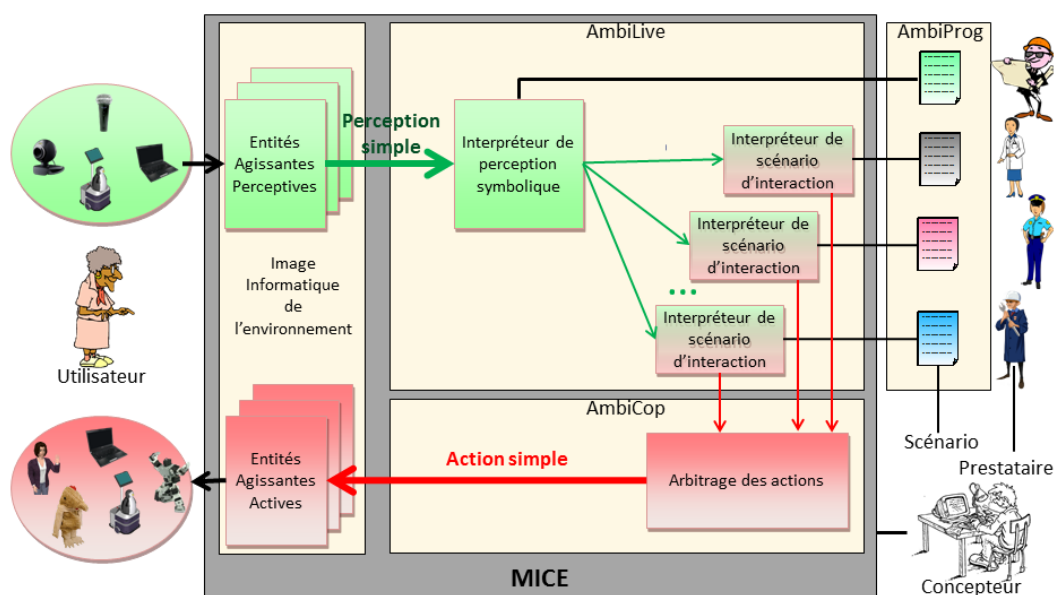 AmbiLive
AmbiProg
Entités
Agissantes
Perceptives
Perception
simple
Interpréteur de
perception
symbolique
Interpréteur de
scénario
d'interaction
Interpréteur de
scénario
d'interaction
...
Interpréteur de
scénario
d'interaction
Image
Informatique
de
l'environnement
Utilisateur
AmbiCop
Entités
Agissantes
Actives
Action simple
Arbitrage des actions
Scénario
Prestataire
MICE
Concepteur